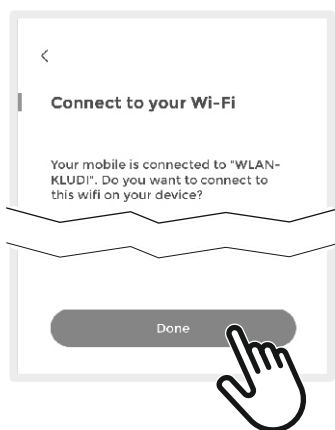 Connect to your Wi-Fi
Your mobile is connected to "WLAN-
KLUDI". Do you want to connect to
this wifi on your device?
Done